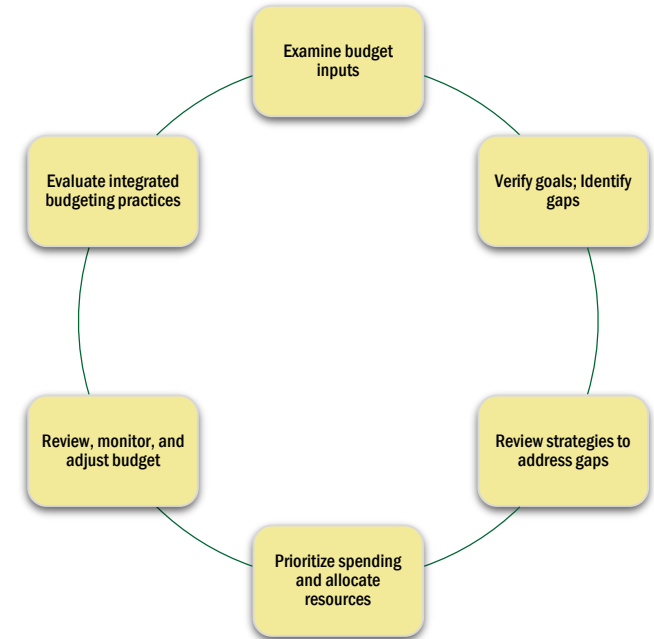 Examine budget
inputs
Verify goals; Identify
gaps
Review strategies to
address gaps
Prioritize spending
and allocate
resources
Review, monitor, and
adjust budget
Evaluate integrated
budgeting practices